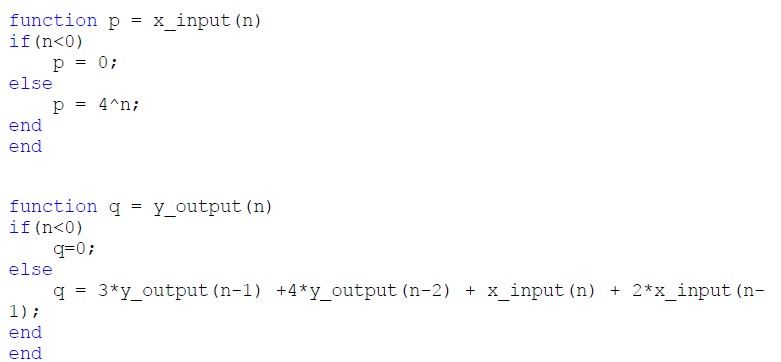 function p = x_input(n)
if(n<0)
    p = 0;
else
    p = 4^n;
end
end
function q = y_output(n)
if(n<0)
    q=0;
else
    q = 3*y_output(n-1) +4*y_output(n-2) + x_input(n) + 2*x_input(n-
1);
end
end